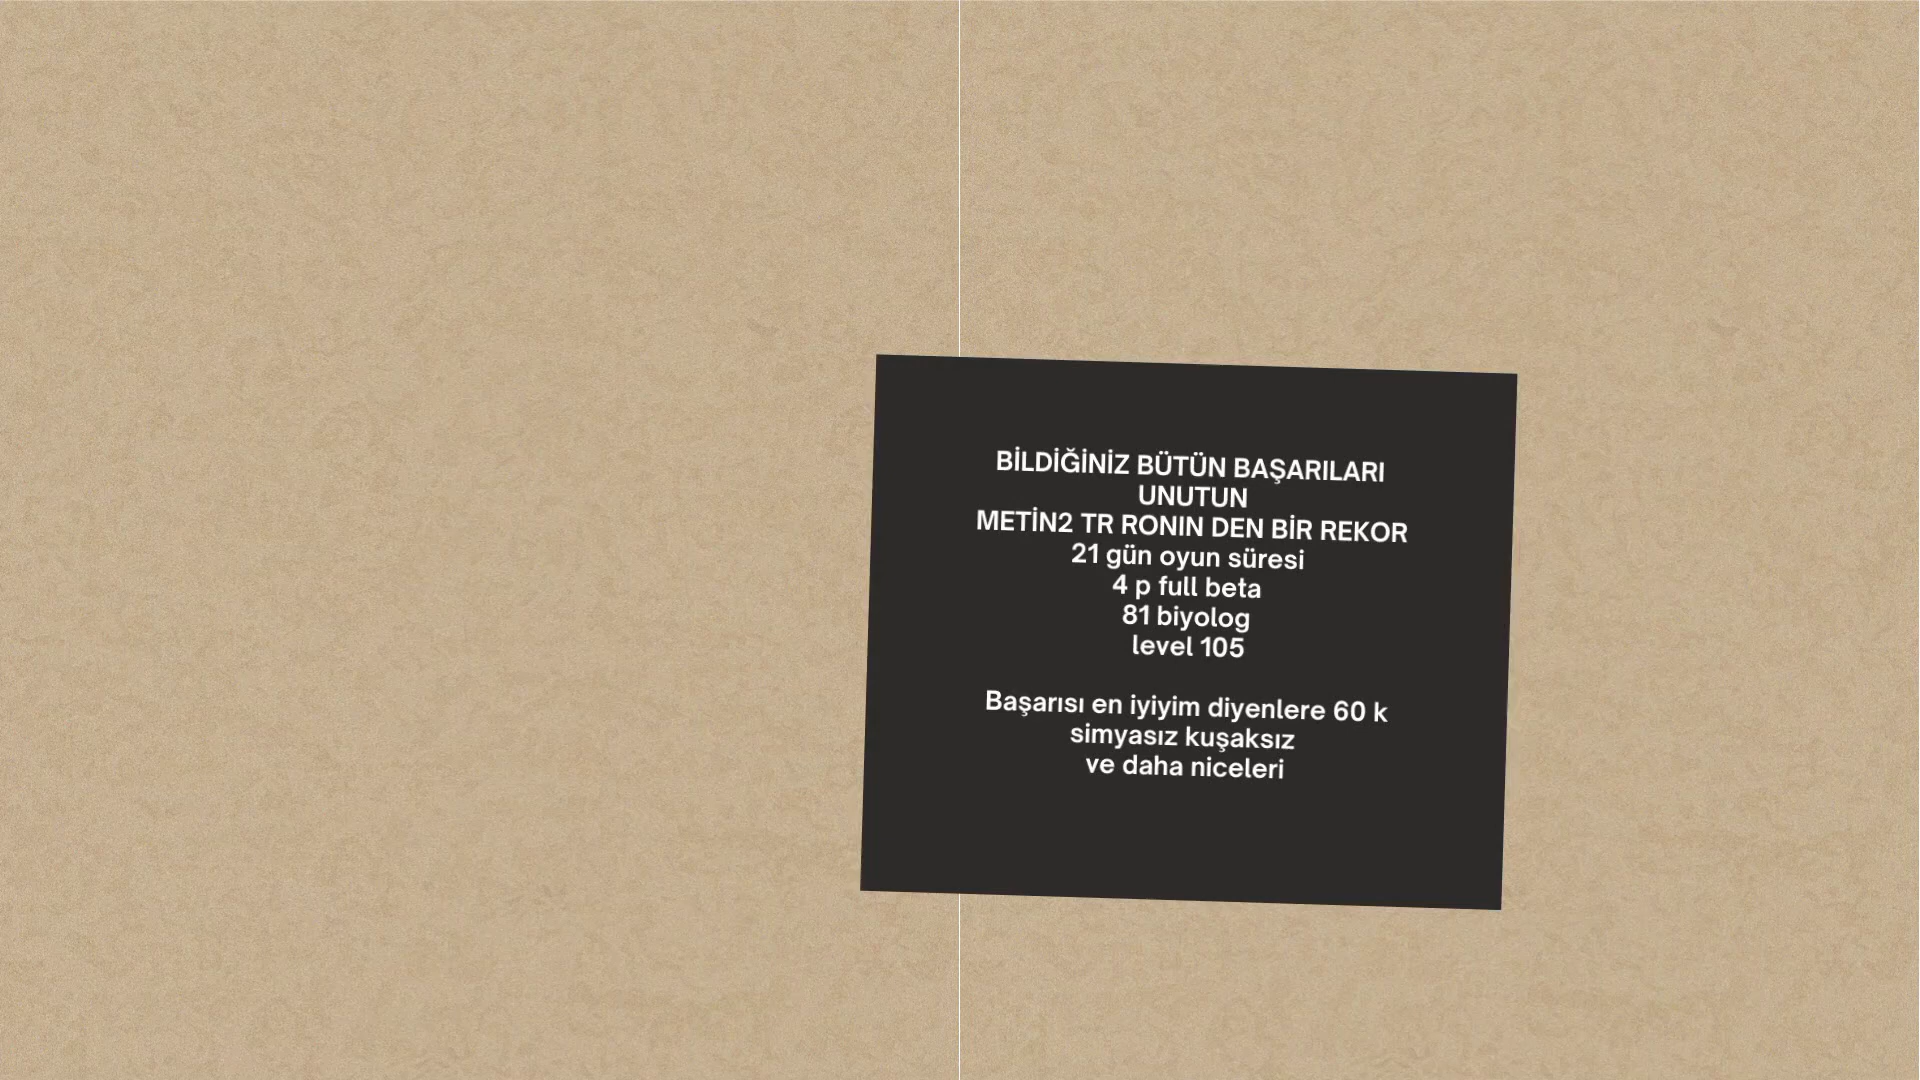 BİLDİĞİNİZ BÜTÜN BAŞARILARI
UNUTUN
METİN2 TR RONIN DEN BİR REKOR
21 gün oyun süresi
4 p full beta
81 biyolog
level 105
Başarısı en iyiyim diyenlere 60 k
simyasız kuşaksız
ve daha niceleri